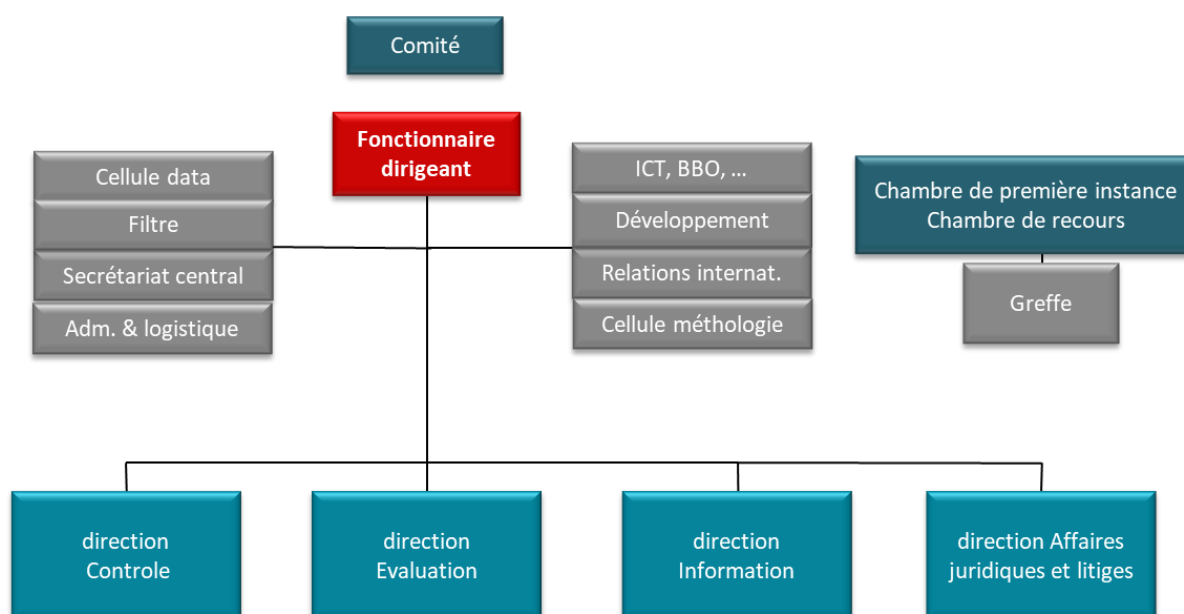 Comité
Fonctionnaire
dirigeant
Cellule data
Filtre
Secrétariat central
Adm. & logistique
ICT, BBO, ...
Développement
Relations internat.
Cellule méthologie
Chambre de première instance
Chambre de recours
Greffe
direction
Controle
direction
Evaluation
direction
Information
direction Affaires
juridiques et litiges